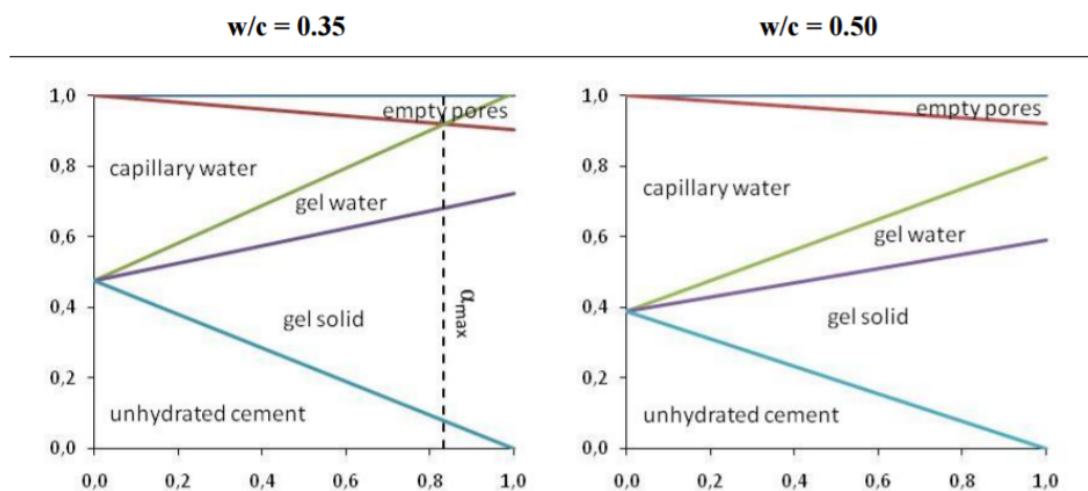 w/c = 0.35
w/c = 0.50
1,0
0,8
0,6
0,4
0,2
0,0
empty pores
capillary water
gel water
gel solid
αmax
unhydrated cement
0,0 0,2 0,4 0,6 0,8 1,0
1,0
0,8
0,6
0,4
0,2
0,0
empty pores
capillary water
gel water
gel solid
unhydrated cement
0,0 0,2 0,4 0,6 0,8 1,0